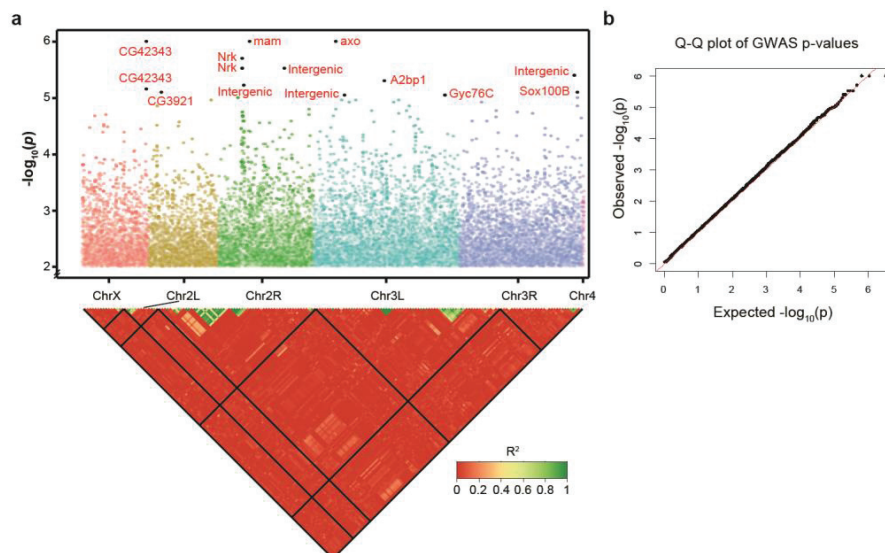 a
-log10(p)
6
5
4
3
2
CG42343
CG42343
CG3921
mam
Nrk
Nrk
Intergenic
Intergenic
axo
A2bp1
Intergenic
Gyc76C
Intergenic
Sox100B
ChrX
Chr2L
Chr2R
Chr3L
Chr3R
Chr4
R²
0 0.2 0.4 0.6 0.8 1
b
Q-Q plot of GWAS p-values
Observed -log10(p)
6
5
4
3
2
1
0
0 1 2 3 4 5 6
Expected -log10(p)